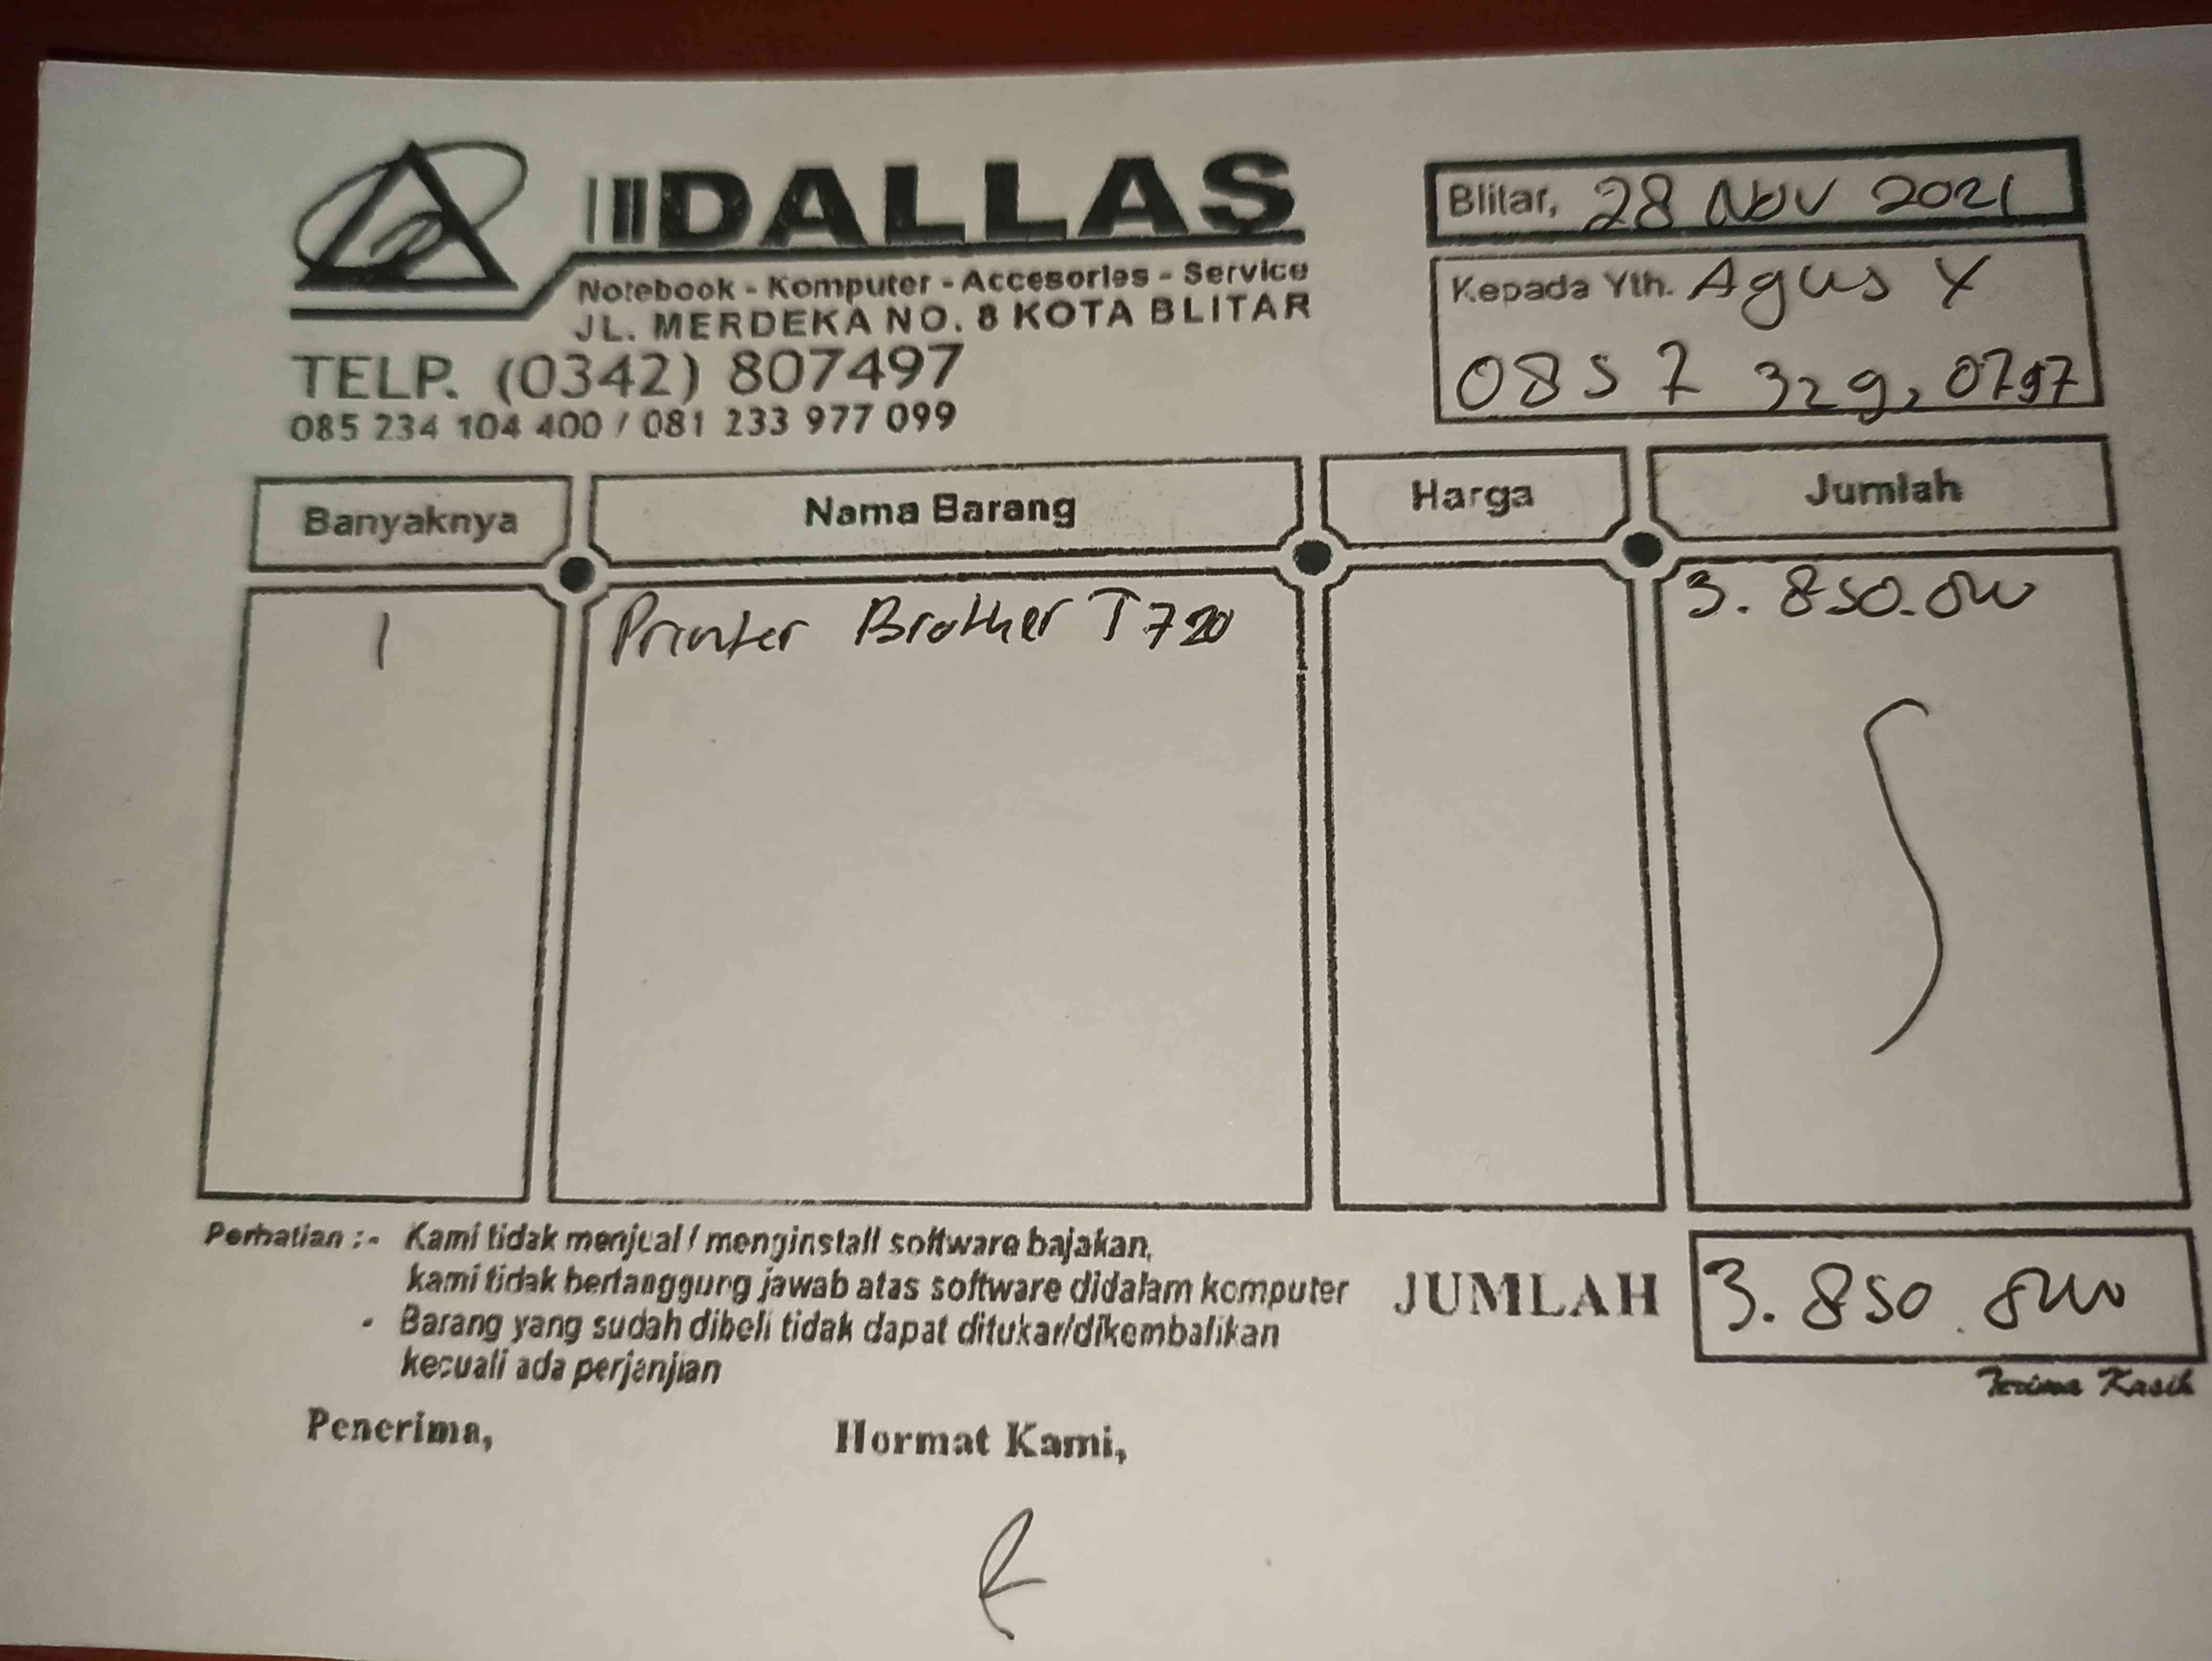 DALLAS
Notebook - Komputer - Accesories - Service
JL. MERDEKA NO. 8 KOTA BLITAR
TELP. (0342) 807497
085 234 104 400 / 081 233 977 099
Blitar, 28 Nov 2021
Kepada Yth. Agus Y
0857 329, 0797
Banyaknya Nama Barang Harga Jumlah
1 Printer Brother T720 3.850.000
Perhatian :- Kami tidak menjual / menginstall software bajakan,
kami tidak bertanggung jawab atas software didalam komputer
- Barang yang sudah dibeli tidak dapat ditukar/dikembalikan
kecuali ada perjanjian
JUMLAH 3.850.000
Terima Kasih
Penerima, Hormat Kami,